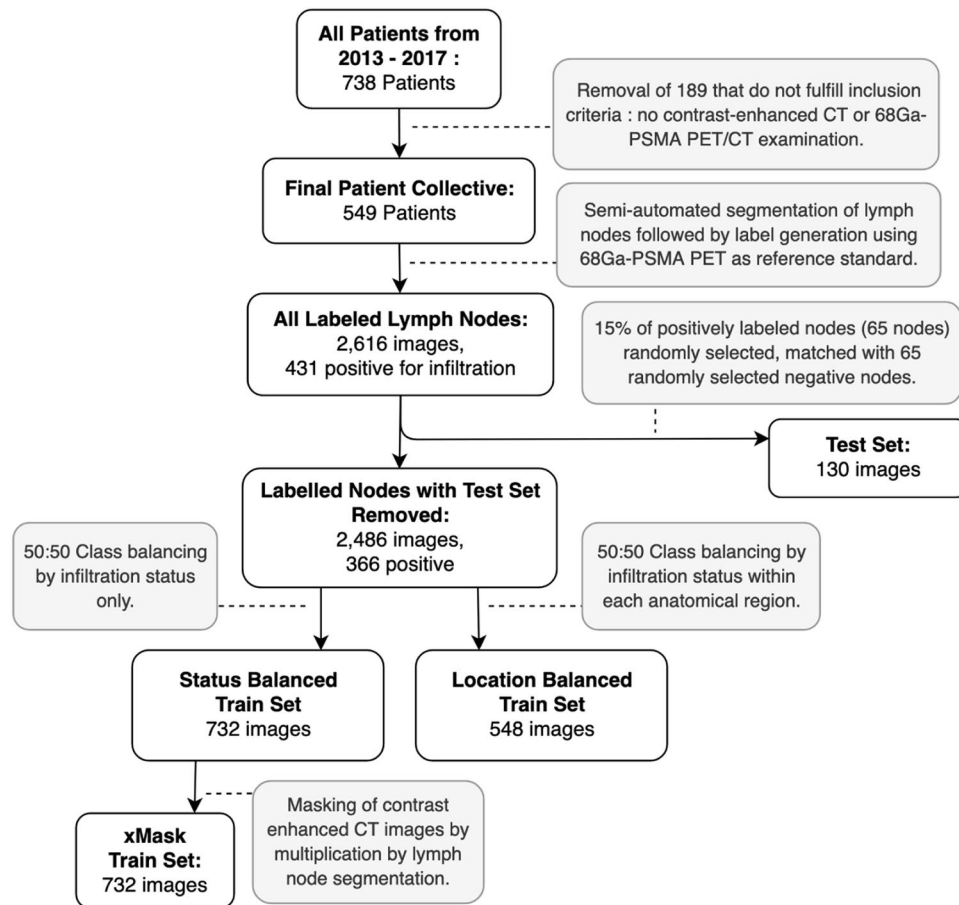 All Patients from
2013 - 2017 :
738 Patients
Removal of 189 that do not fulfill inclusion
criteria : no contrast-enhanced CT or 68Ga-
PSMA PET/CT examination.
Final Patient Collective:
549 Patients
Semi-automated segmentation of lymph
nodes followed by label generation using
68Ga-PSMA PET as reference standard.
All Labeled Lymph Nodes:
2,616 images,
431 positive for infiltration
15% of positively labeled nodes (65 nodes)
randomly selected, matched with 65
randomly selected negative nodes.
Test Set:
130 images
Labelled Nodes with Test Set
Removed:
2,486 images,
366 positive
50:50 Class balancing
by infiltration status
only.
50:50 Class balancing by
infiltration status within
each anatomical region.
Status Balanced
Train Set
732 images
Location Balanced
Train Set
548 images
Masking of contrast
enhanced CT images by
multiplication by lymph
node segmentation.
xMask
Train Set:
732 images